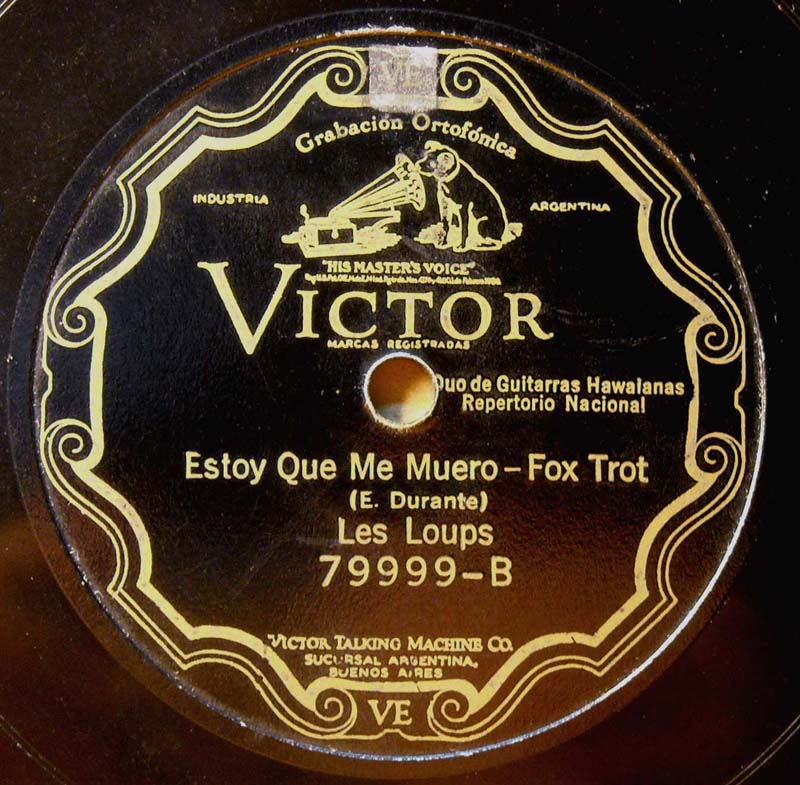 VE
Grabación Ortofónica
INDUSTRIA
ARGENTINA
"HIS MASTER'S VOICE"
VICTOR
MARCAS REGISTRADAS
Duo de Guitarras Hawaianas
Repertorio Nacional
Estoy Que Me Muero – Fox Trot
(E. Durante)
Les Loups
79999-B
VICTOR TALKING MACHINE CO.
SUCURSAL ARGENTINA,
BUENOS AIRES
VE